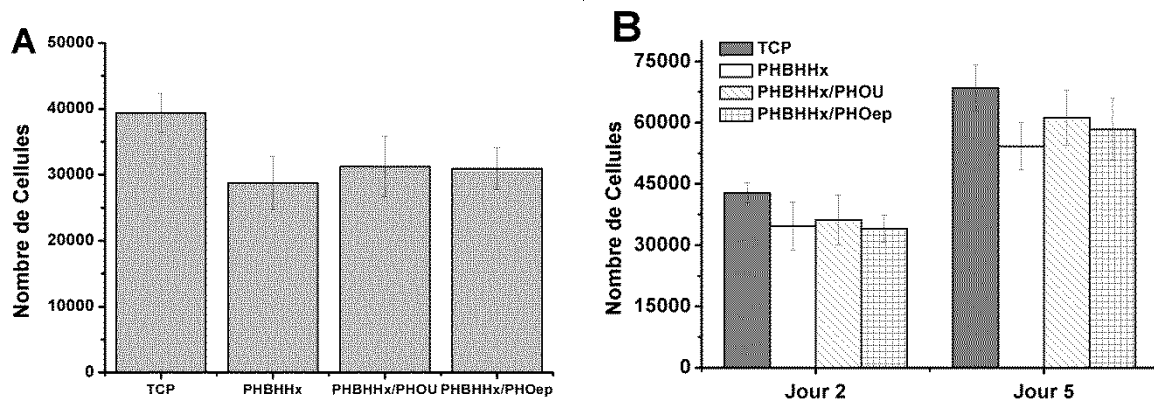 A
Nombre de Cellules
50000
40000
30000
20000
10000
0
TCP
PHBHHx
PHBHHx/PHOU
PHBHHx/PHOep
B
Nombre de Cellules
75000
60000
45000
30000
15000
0
TCP
PHBHHx
PHBHHx/PHOU
PHBHHx/PHOep
Jour 2
Jour 5